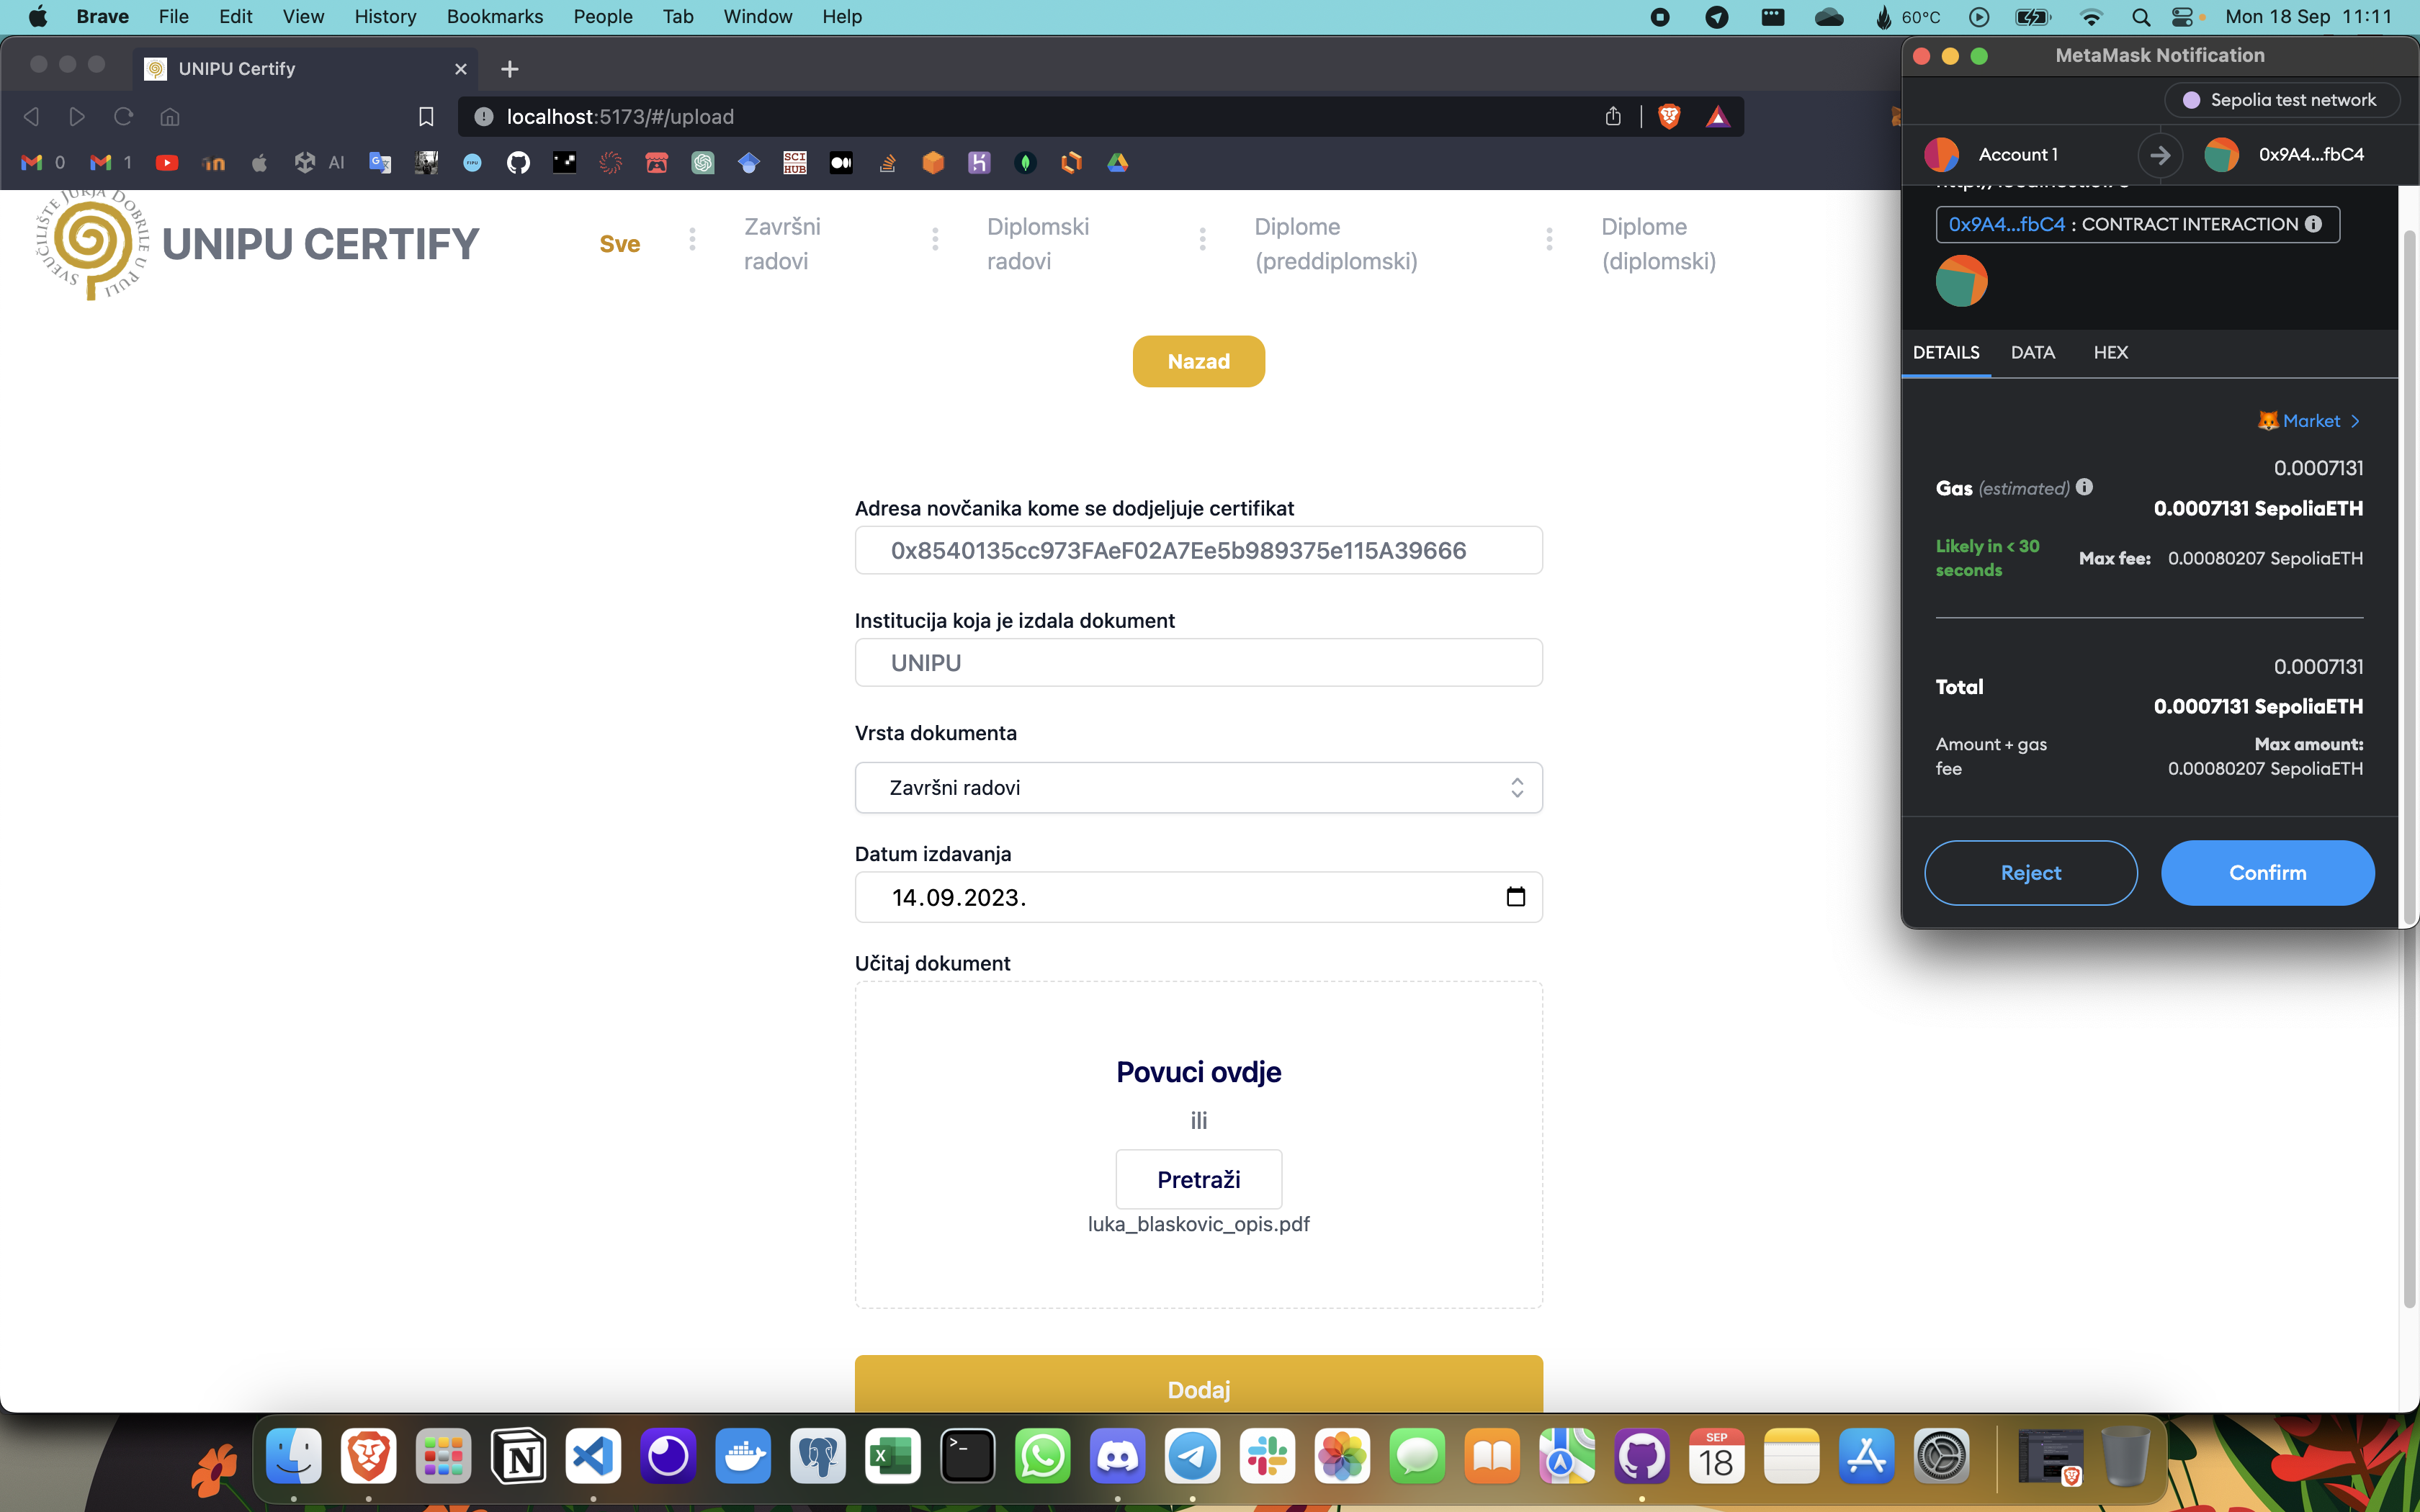 Brave File Edit View History Bookmarks People Tab Window Help 60°C Mon 18 Sep 11:11
UNIPU Certify
localhost:5173/#/upload
0 1 AI
SVEUČILIŠTE JURJA DOBRILE U PULI
UNIPU CERTIFY
Sve
Završni
radovi
Diplomski
radovi
Diplome
(preddiplomski)
Diplome
(diplomski)
Nazad
Adresa novčanika kome se dodjeljuje certifikat
0x8540135cc973FAeF02A7Ee5b989375e115A39666
Institucija koja je izdala dokument
UNIPU
Vrsta dokumenta
Završni radovi
Datum izdavanja
14.09.2023.
Učitaj dokument
Povuci ovdje
ili
Pretraži
luka_blaskovic_opis.pdf
Dodaj
MetaMask Notification
Sepolia test network
Account 1
0x9A4...fbC4
0x9A4...fbC4 : CONTRACT INTERACTION
DETAILS DATA HEX
Market >
0.0007131
Gas (estimated)
0.0007131 SepoliaETH
Likely in < 30
seconds
Max fee: 0.00080207 SepoliaETH
0.0007131
Total
0.0007131 SepoliaETH
Amount + gas
fee
Max amount:
0.00080207 SepoliaETH
Reject
Confirm
SEP
18